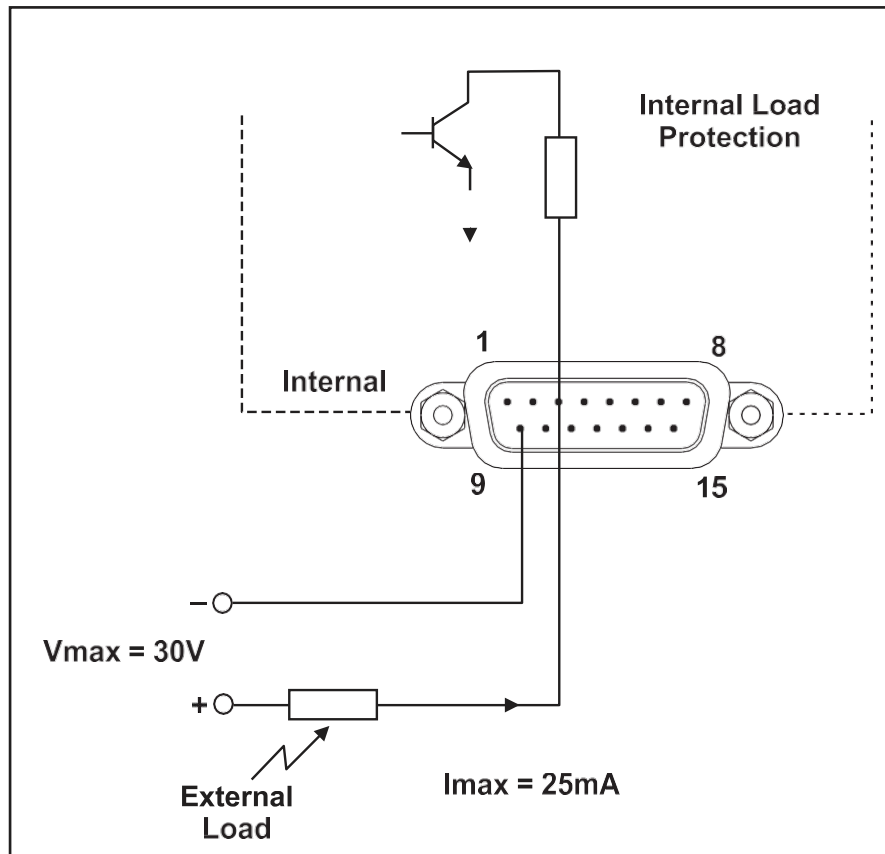 Internal Load
Protection
1
8
Internal
9
15
–
Vmax = 30V
+
Imax = 25mA
External
Load